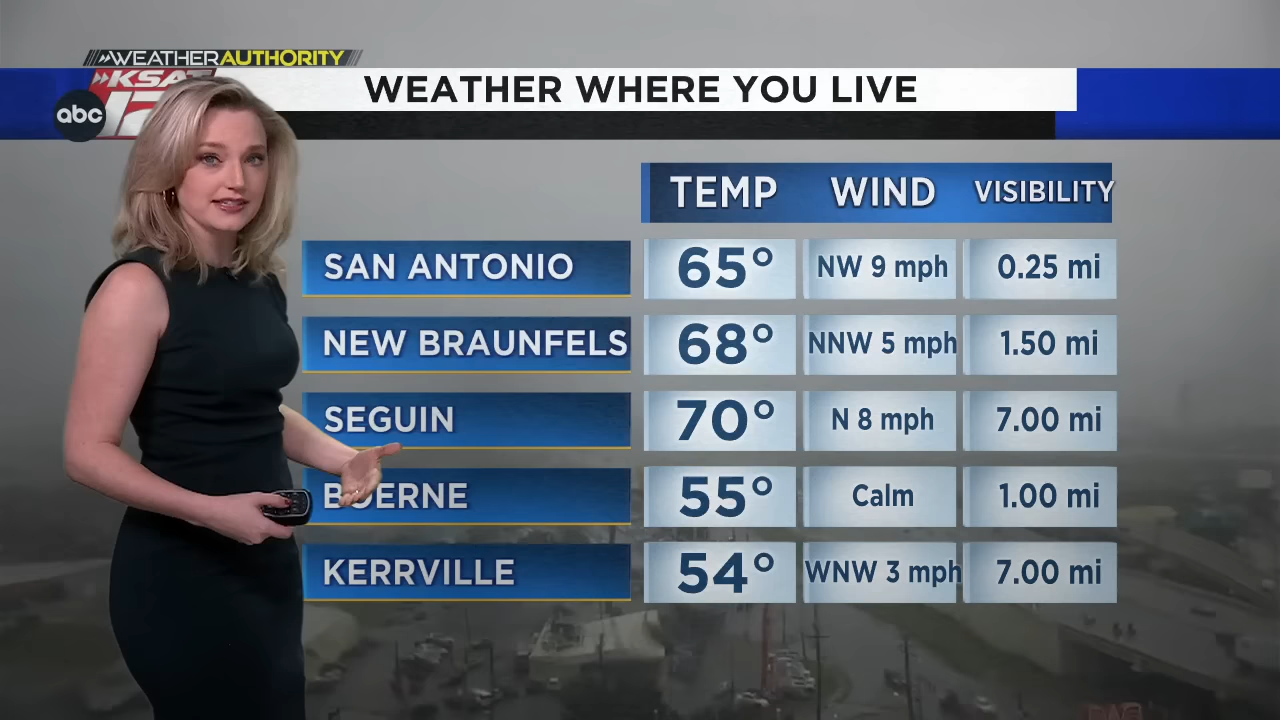 WEATHERAUTHORITY
KSAT
12
abc
WEATHER WHERE YOU LIVE
TEMP WIND VISIBILITY
SAN ANTONIO 65° NW 9 mph 0.25 mi
NEW BRAUNFELS 68° NNW 5 mph 1.50 mi
SEGUIN 70° N 8 mph 7.00 mi
BOERNE 55° Calm 1.00 mi
KERRVILLE 54° WNW 3 mph 7.00 mi